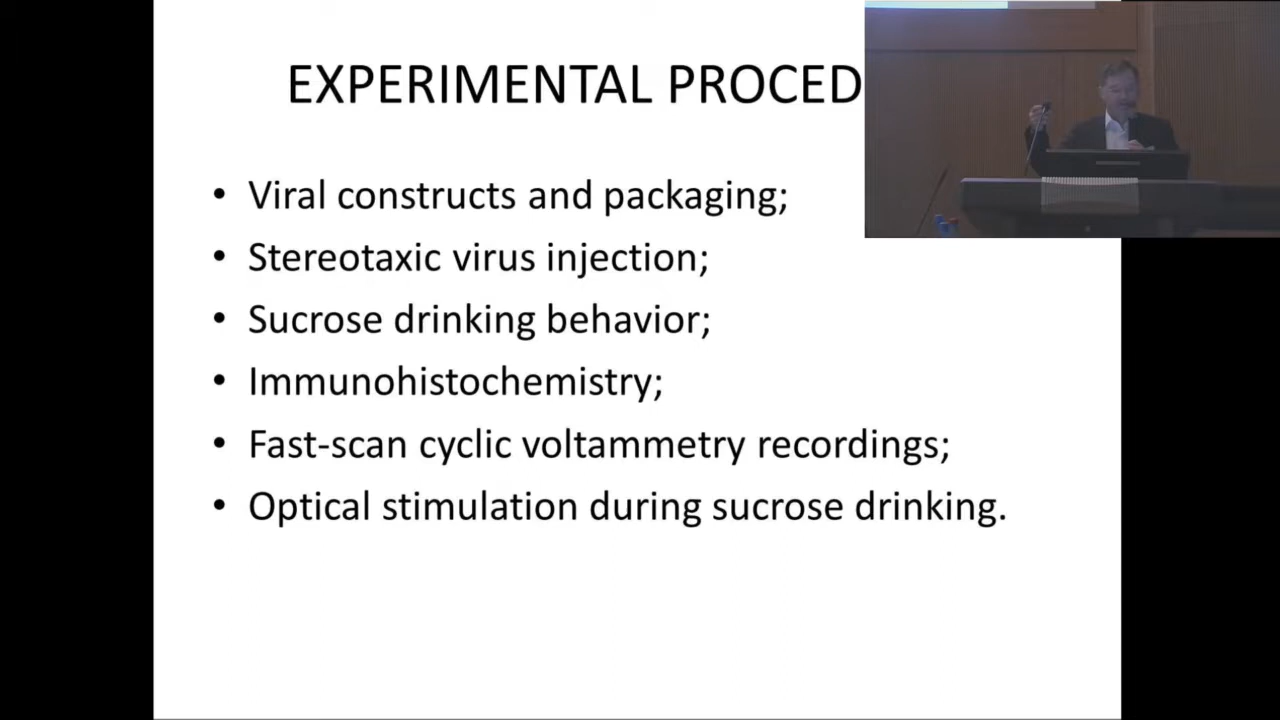 EXPERIMENTAL PROCED
• Viral constructs and packaging;
• Stereotaxic virus injection;
• Sucrose drinking behavior;
• Immunohistochemistry;
• Fast-scan cyclic voltammetry recordings;
• Optical stimulation during sucrose drinking.